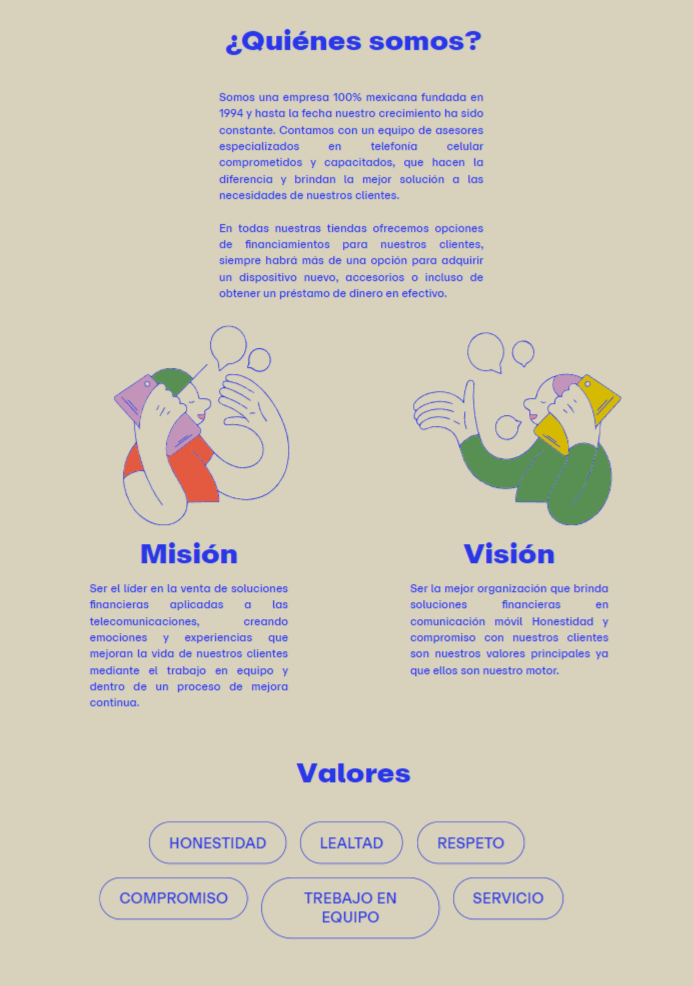 ¿Quiénes somos?
Somos una empresa 100% mexicana fundada en
1994 y hasta la fecha nuestro crecimiento ha sido
constante. Contamos con un equipo de asesores
especializados en telefonía celular
comprometidos y capacitados, que hacen la
diferencia y brindan la mejor solución a las
necesidades de nuestros clientes.
En todas nuestras tiendas ofrecemos opciones
de financiamientos para nuestros clientes,
siempre habrá más de una opción para adquirir
un dispositivo nuevo, accesorios o incluso de
obtener un préstamo de dinero en efectivo.
Misión
Ser el líder en la venta de soluciones
financieras aplicadas a las
telecomunicaciones, creando
emociones y experiencias que
mejoran la vida de nuestros clientes
mediante el trabajo en equipo y
dentro de un proceso de mejora
continua.
Visión
Ser la mejor organización que brinda
soluciones financieras en
comunicación móvil Honestidad y
compromiso con nuestros clientes
son nuestros valores principales ya
que ellos son nuestro motor.
Valores
HONESTIDAD
LEALTAD
RESPETO
COMPROMISO
TREBAJO EN
EQUIPO
SERVICIO